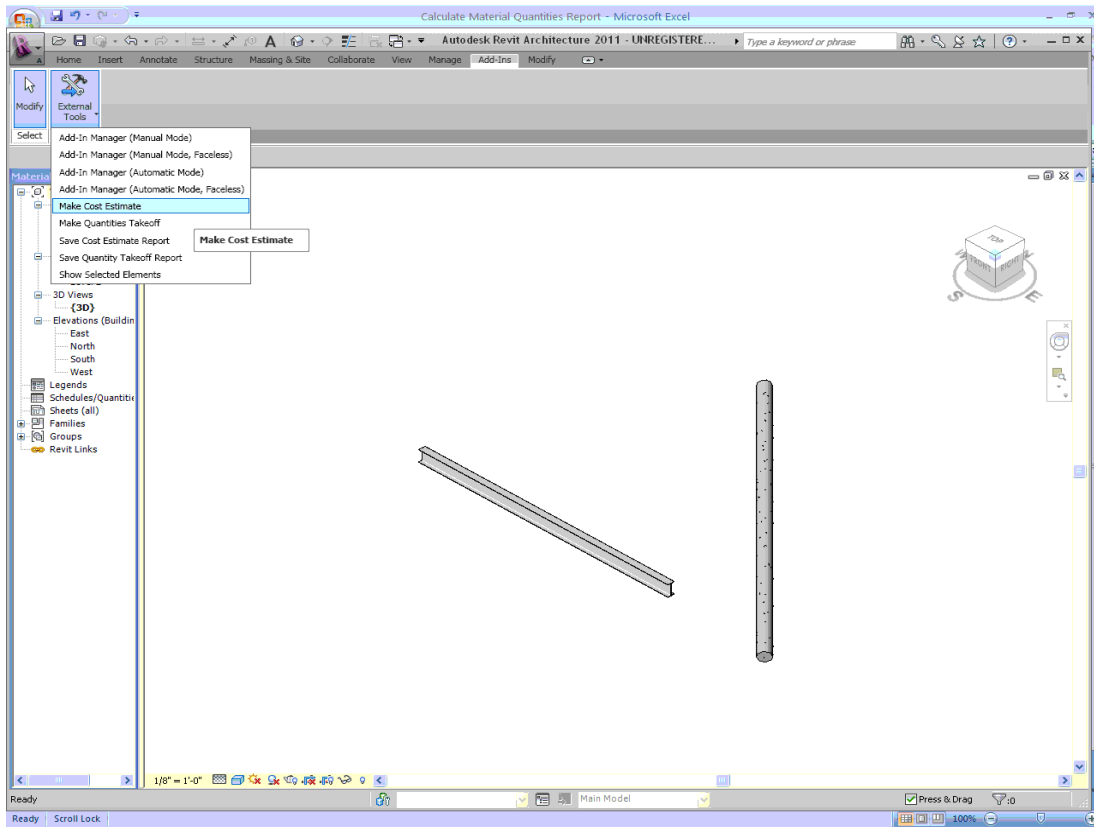 Calculate Material Quantities Report - Microsoft Excel
Autodesk Revit Architecture 2011 - UNREGISTERE...
Type a keyword or phrase
Home Insert Annotate Structure Massing & Site Collaborate View Manage Add-Ins Modify
Modify
External
Tools
Select
Add-In Manager (Manual Mode)
Add-In Manager (Manual Mode, Faceless)
Add-In Manager (Automatic Mode)
Add-In Manager (Automatic Mode, Faceless)
Make Cost Estimate
Make Quantities Takeoff
Save Cost Estimate Report
Make Cost Estimate
Save Quantity Takeoff Report
Show Selected Elements
Materia
3D Views
{3D}
Elevations (Buildin
East
North
South
West
Legends
Schedules/Quantitie
Sheets (all)
Families
Groups
Revit Links
TOP
FRONT
RIGHT
W
S
E
1/8" = 1'-0"
Ready
Main Model
Press & Drag
:0
Ready Scroll Lock
100%